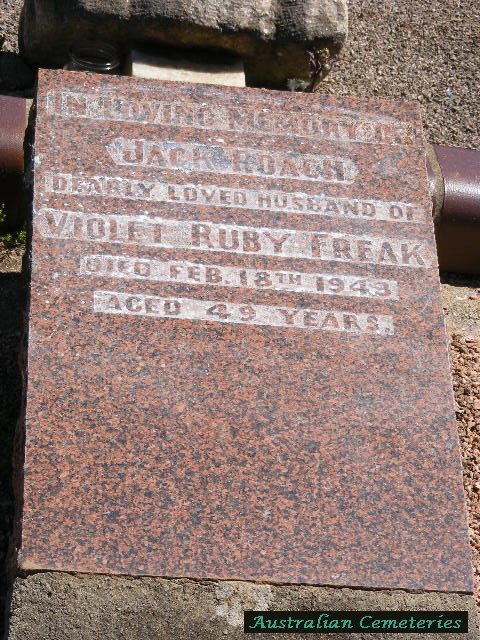 IN LOVING MEMORY OF
JACK ROACH
DEARLY LOVED HUSBAND OF
VIOLET RUBY FREAK
DIED FEB. 18TH 1943
AGED 49 YEARS.
Australian Cemeteries